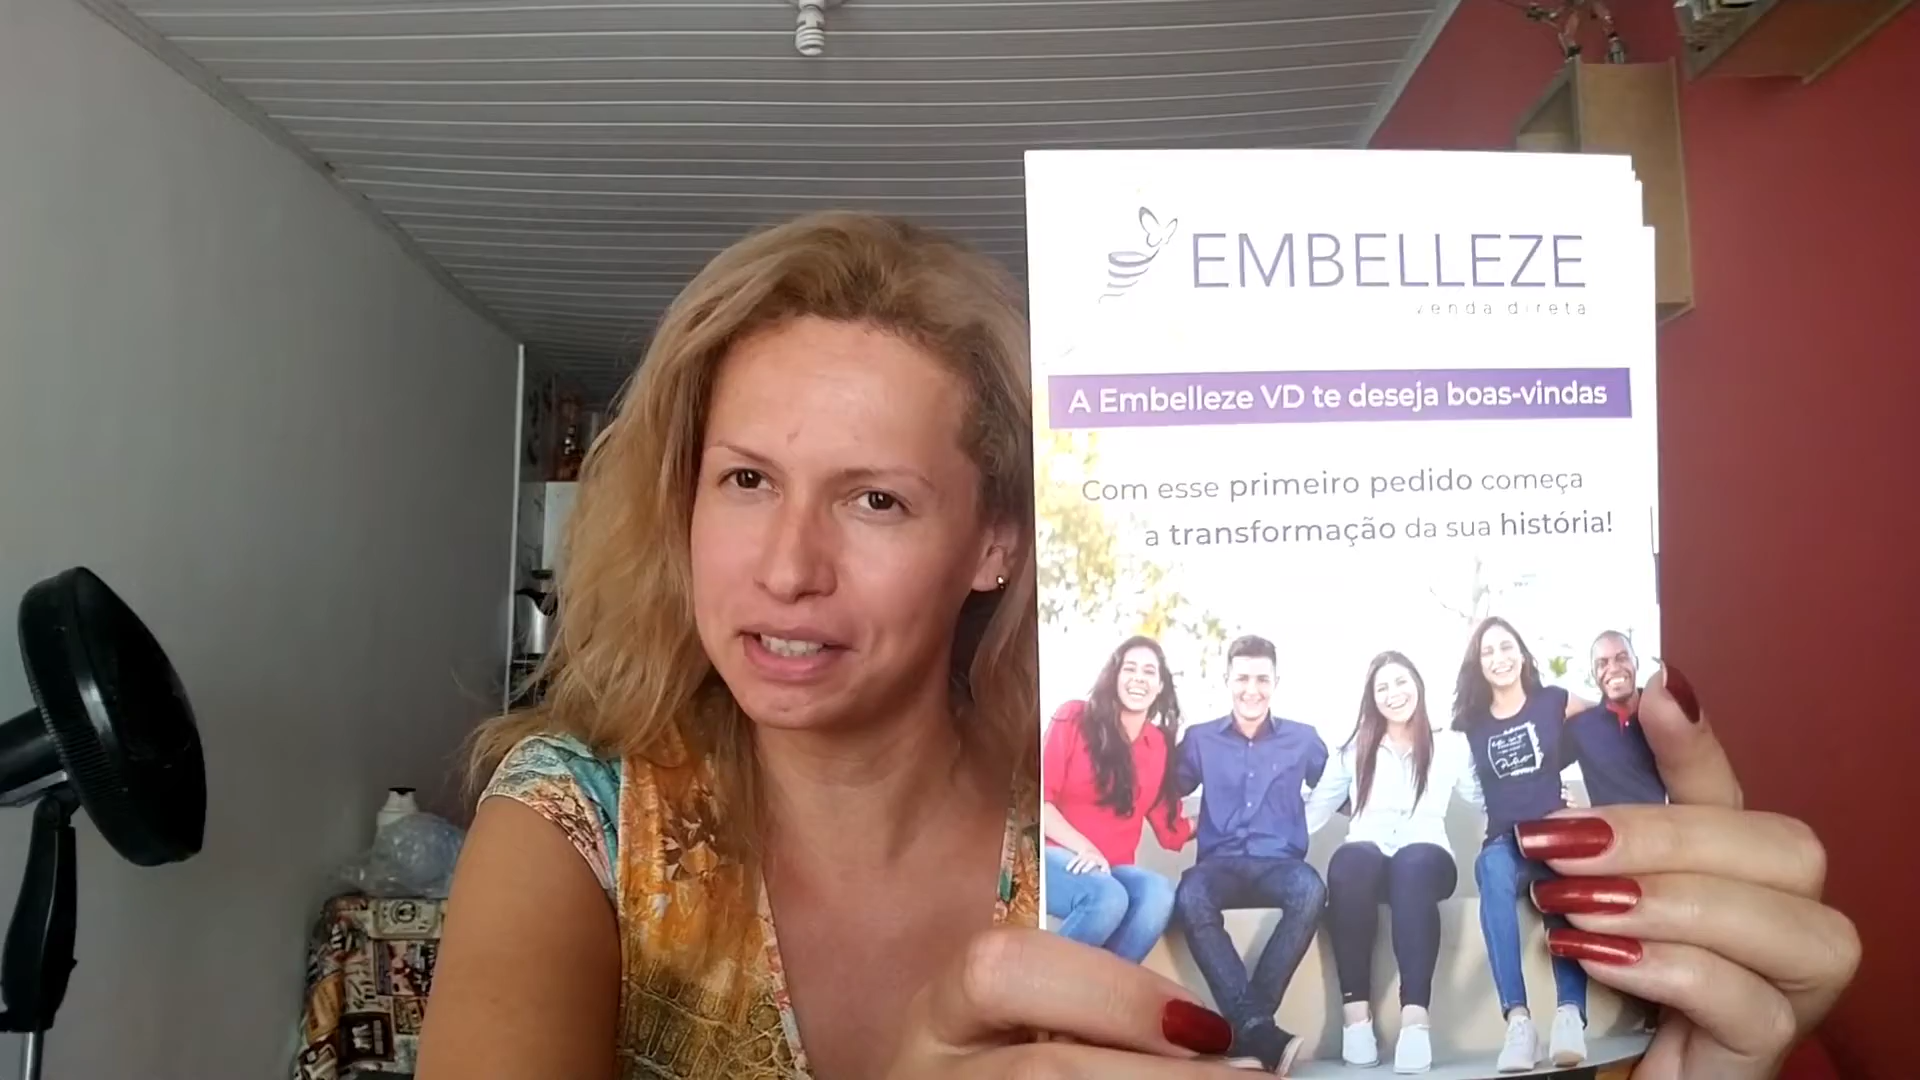 EMBELLEZE
venda direta
A Embelleze VD te deseja boas-vindas
Com esse primeiro pedido começa
a transformação da sua história!